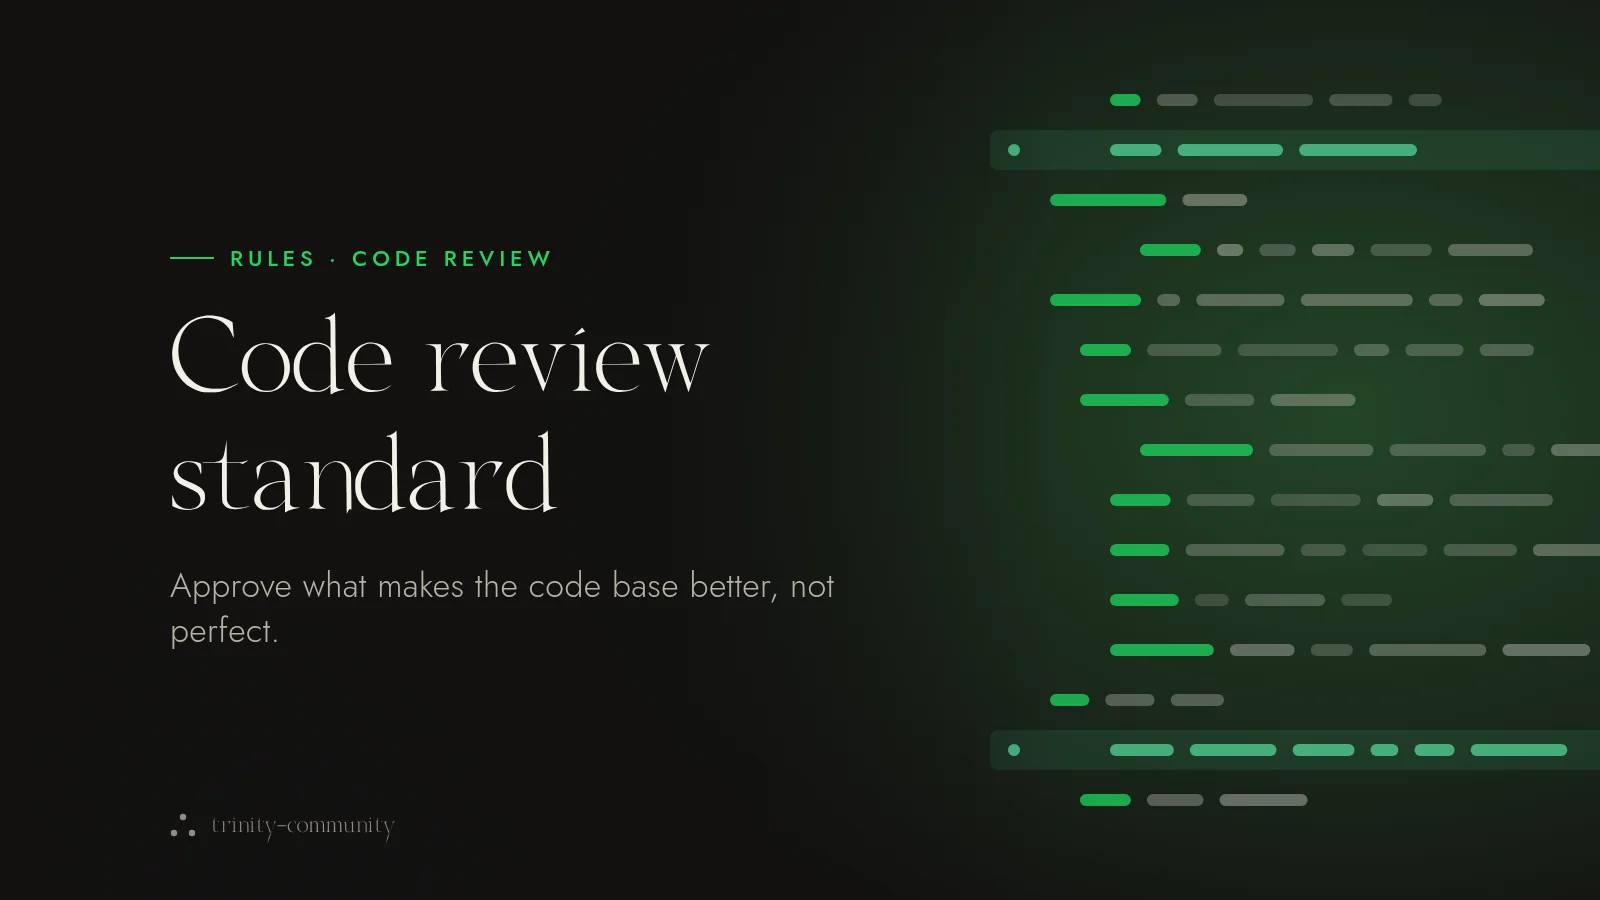 RULES · CODE REVIEW
Code review
standard
Approve what makes the code base better, not
perfect.
trinity-community